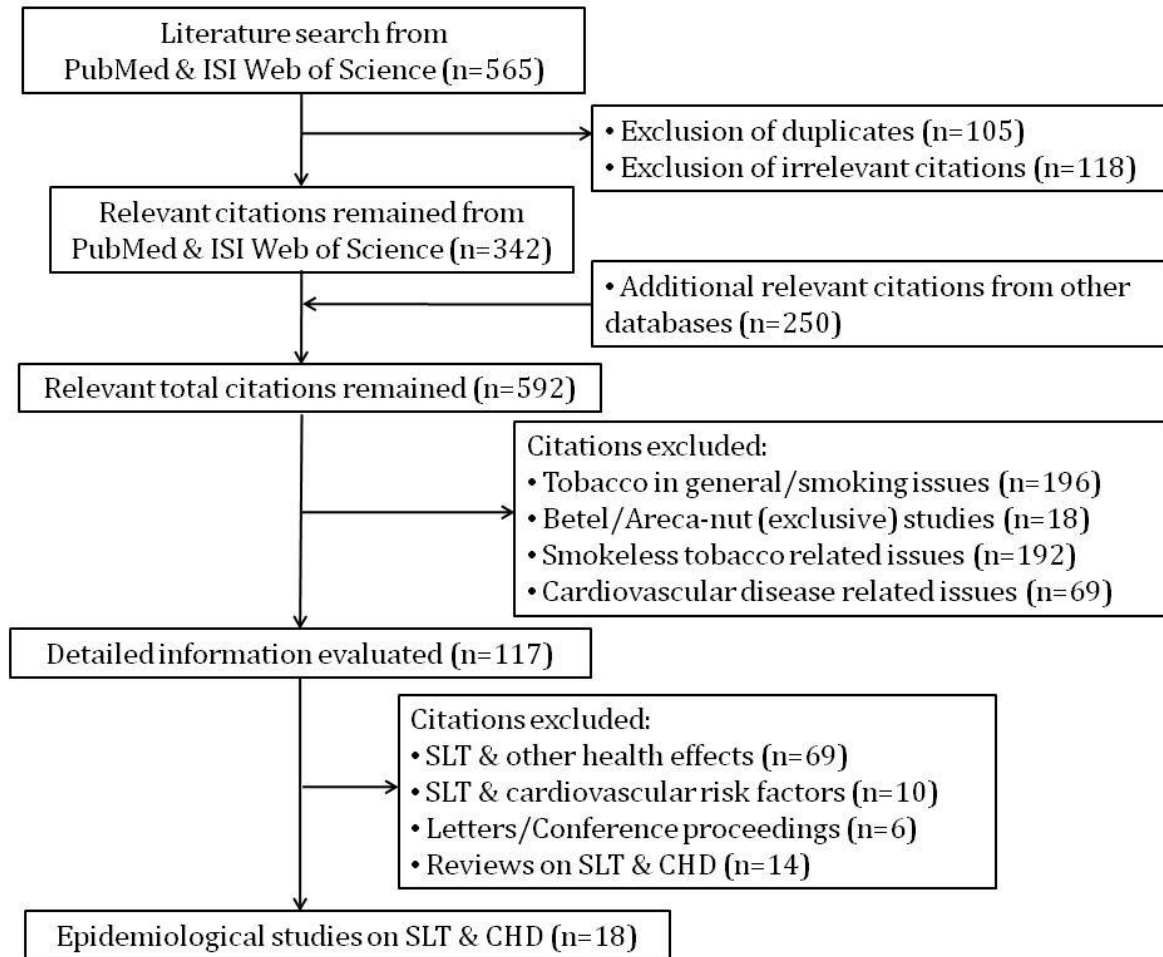 Literature search from
PubMed & ISI Web of Science (n=565)
• Exclusion of duplicates (n=105)
• Exclusion of irrelevant citations (n=118)
Relevant citations remained from
PubMed & ISI Web of Science (n=342)
• Additional relevant citations from other
databases (n=250)
Relevant total citations remained (n=592)
Citations excluded:
• Tobacco in general/smoking issues (n=196)
• Betel/Areca-nut (exclusive) studies (n=18)
• Smokeless tobacco related issues (n=192)
• Cardiovascular disease related issues (n=69)
Detailed information evaluated (n=117)
Citations excluded:
• SLT & other health effects (n=69)
• SLT & cardiovascular risk factors (n=10)
• Letters/Conference proceedings (n=6)
• Reviews on SLT & CHD (n=14)
Epidemiological studies on SLT & CHD (n=18)